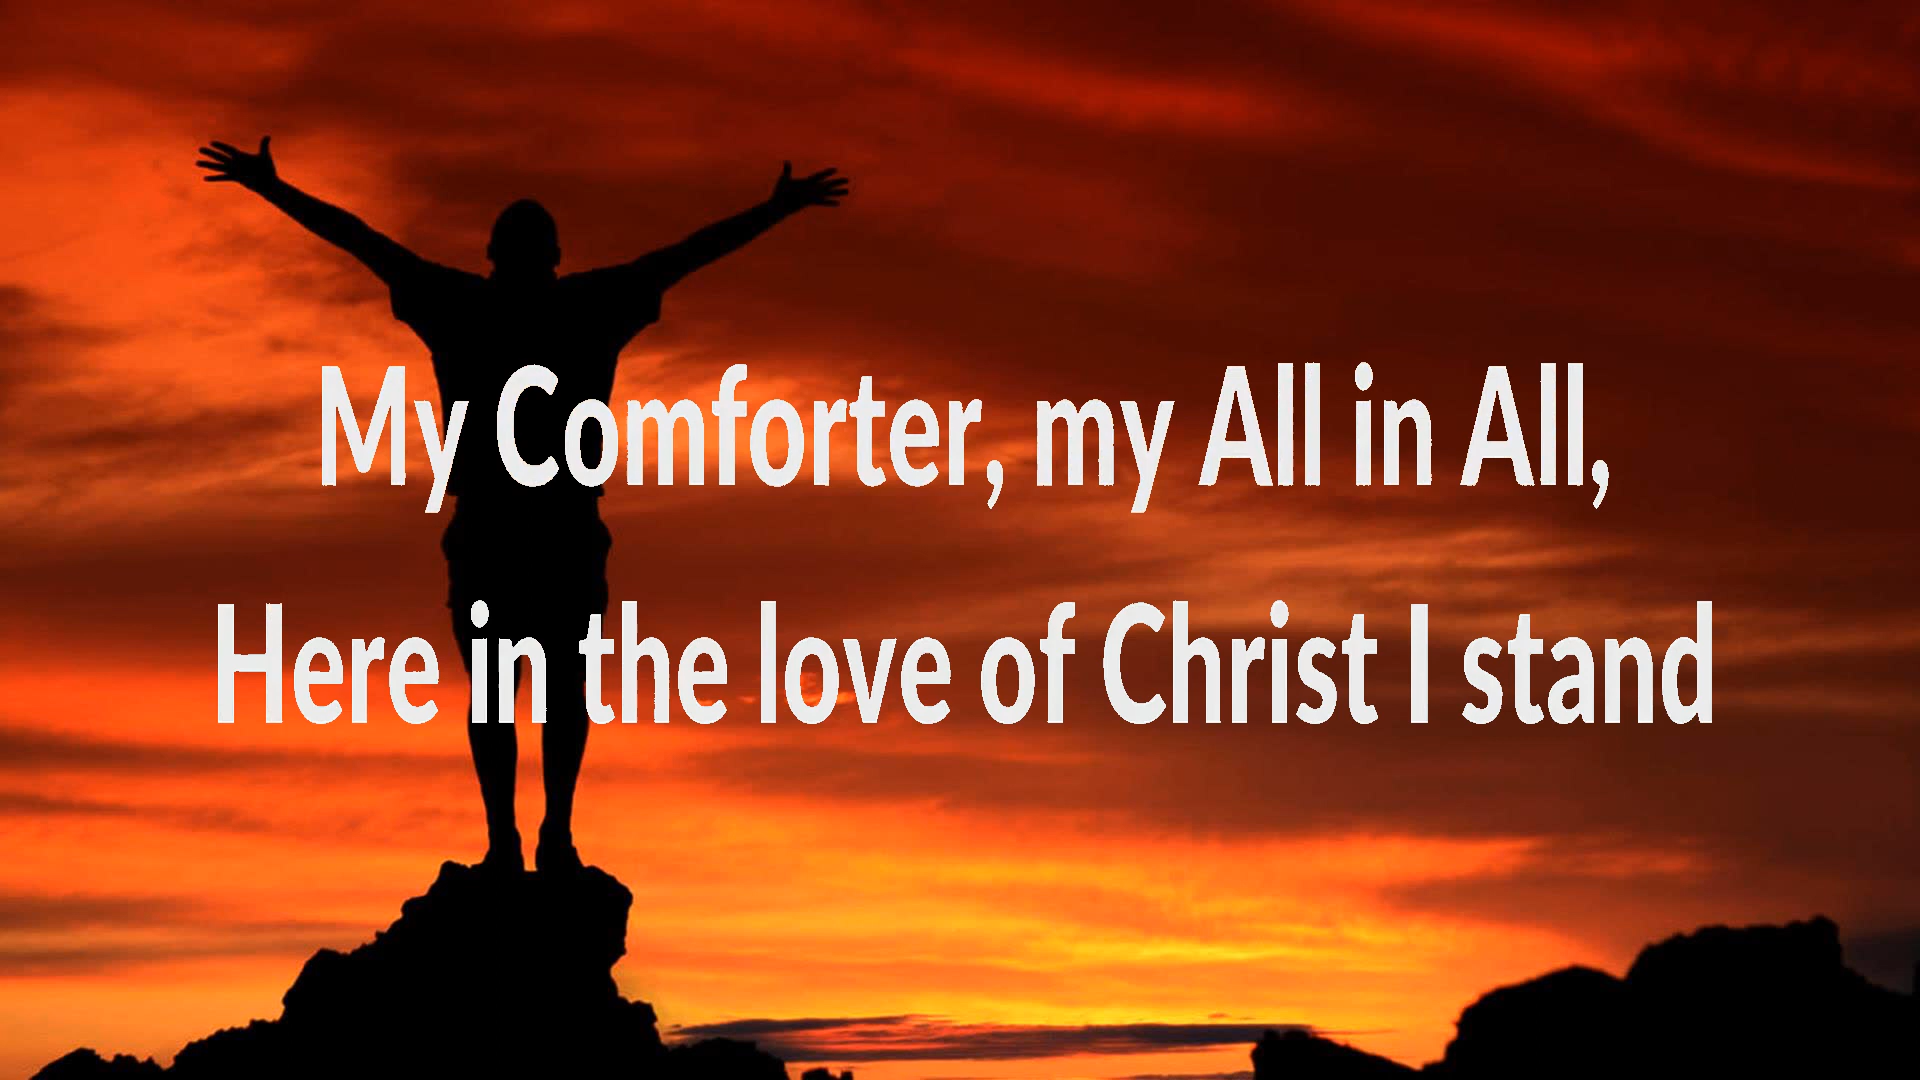 My Comforter, my All in All,
Here in the love of Christ I stand